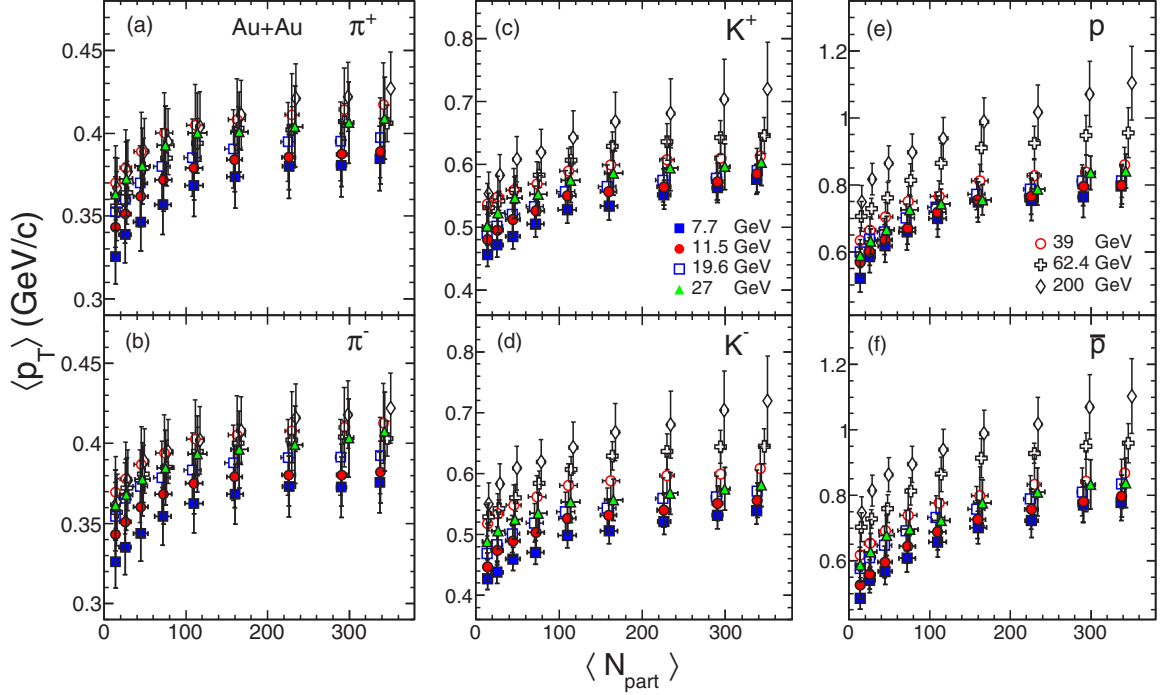 (a) Au+Au π⁺
(c) K⁺
(e) p
0.45
0.4
0.35
0.3
0.8
0.7
0.6
0.5
0.4
1.2
1
0.8
0.6
7.7 GeV
11.5 GeV
19.6 GeV
27 GeV
39 GeV
62.4 GeV
200 GeV
⟨p_T⟩ (GeV/c)
(b) π⁻
(d) K⁻
(f) p̅
0.45
0.4
0.35
0.3
0.8
0.7
0.6
0.5
0.4
1.2
1
0.8
0.6
0 100 200 300
0 100 200 300
0 100 200 300
⟨ N_part ⟩